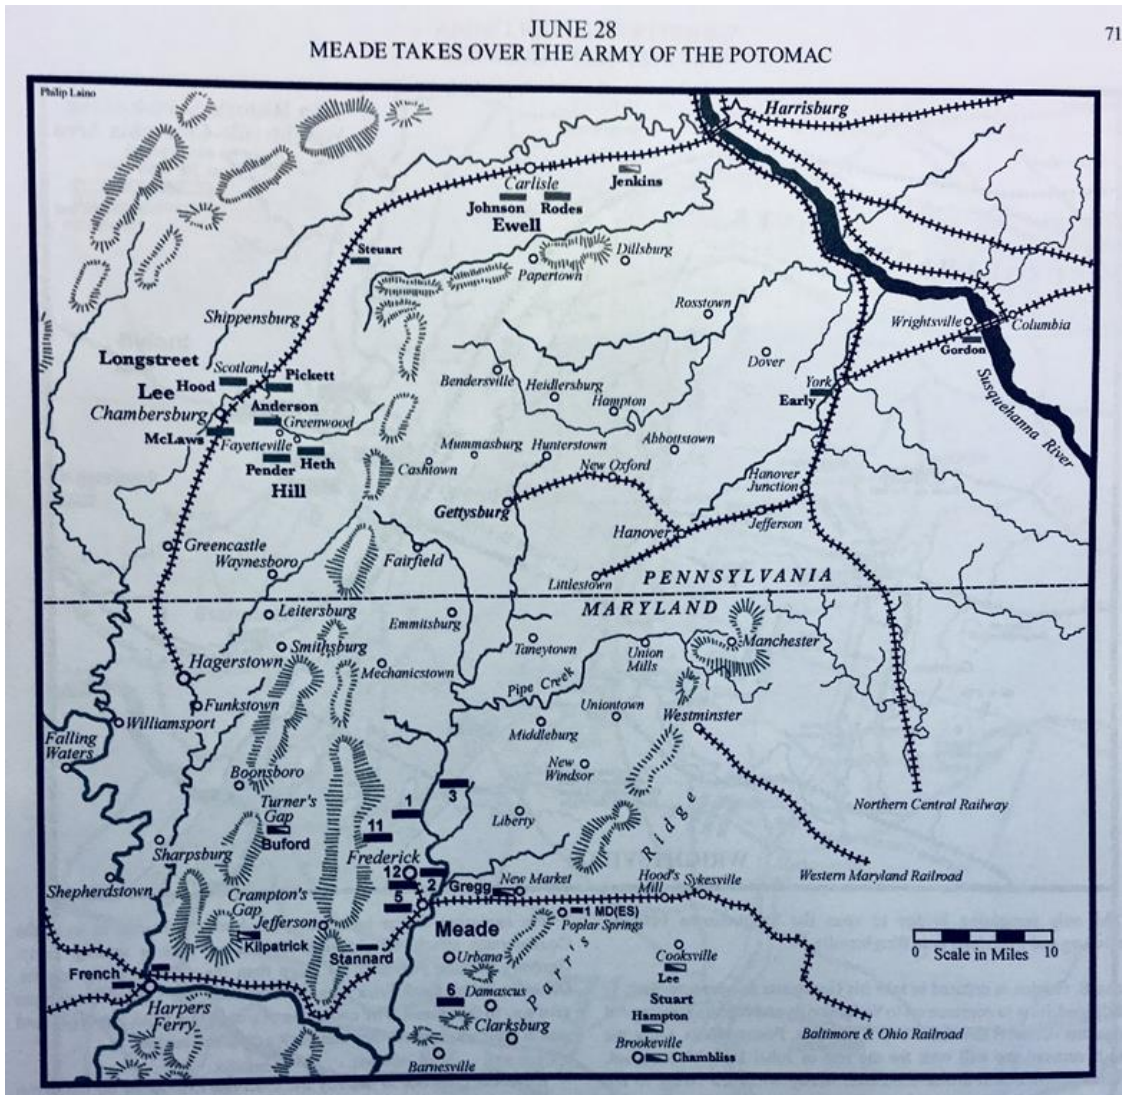 JUNE 28
71
MEADE TAKES OVER THE ARMY OF THE POTOMAC
Philip Laino
Harrisburg
Carlisle
Jenkins
Johnson
Rodes
Ewell
Steuart
Dillsburg
Papertown
Rosstown
Shippensburg
Wrightsville
Columbia
Gordon
Longstreet
Dover
Scotland
Pickett
Lee
Hood
Bendersville
Heidlersburg
York
Early
Susquehanna River
Chambersburg
Anderson
Greenwood
Hampton
McLaws
Fayetteville
Mummasburg
Hunterstown
Abbottstown
Pender
Heth
Cashtown
New Oxford
Hill
Hanover
Junction
Gettysburg
Jefferson
Hanover
Greencastle
Waynesboro
Fairfield
Littlestown
PENNSYLVANIA
MARYLAND
Leitersburg
Emmitsburg
Smithsburg
Taneytown
Union
Mills
Manchester
Hagerstown
Mechanicstown
Pipe Creek
Funkstown
Uniontown
Williamsport
Westminster
Falling
Waters
Middleburg
New
Windsor
Boonsboro
3
Northern Central Railway
Turner's
Gap
1
Liberty
Buford
11
Sharpsburg
Frederick
Parrs Ridge
Western Maryland Railroad
12
2
Shepherdstown
Crampton's
Gap
5
Gregg
New Market
Hood's
Mill
Sykesville
Jefferson
1 MD(ES)
Poplar Springs
Kilpatrick
Meade
Stannard
Urbana
Cooksville
0
10
Scale in Miles
French
Lee
6
Damascus
Stuart
Harpers
Ferry
Clarksburg
Hampton
Baltimore & Ohio Railroad
Brookeville
Chambliss
Barnesville